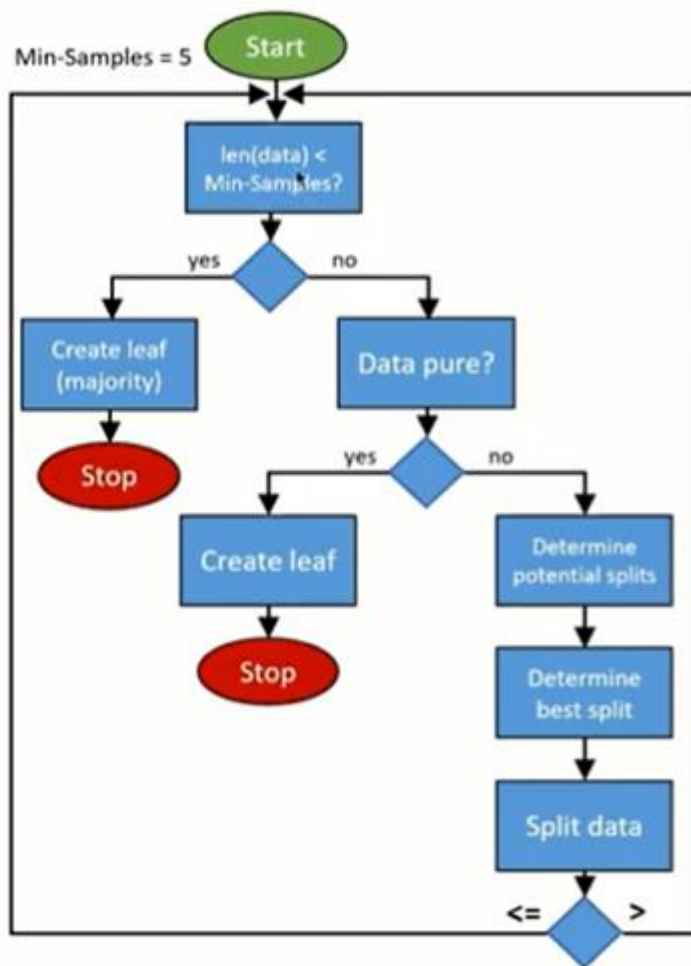 Start
Min-Samples = 5
len(data) <
Min-Samples?
yes
no
Create leaf
(majority)
Data pure?
Stop
yes
no
Create leaf
Determine
potential splits
Stop
Determine
best split
Split data
<=
>